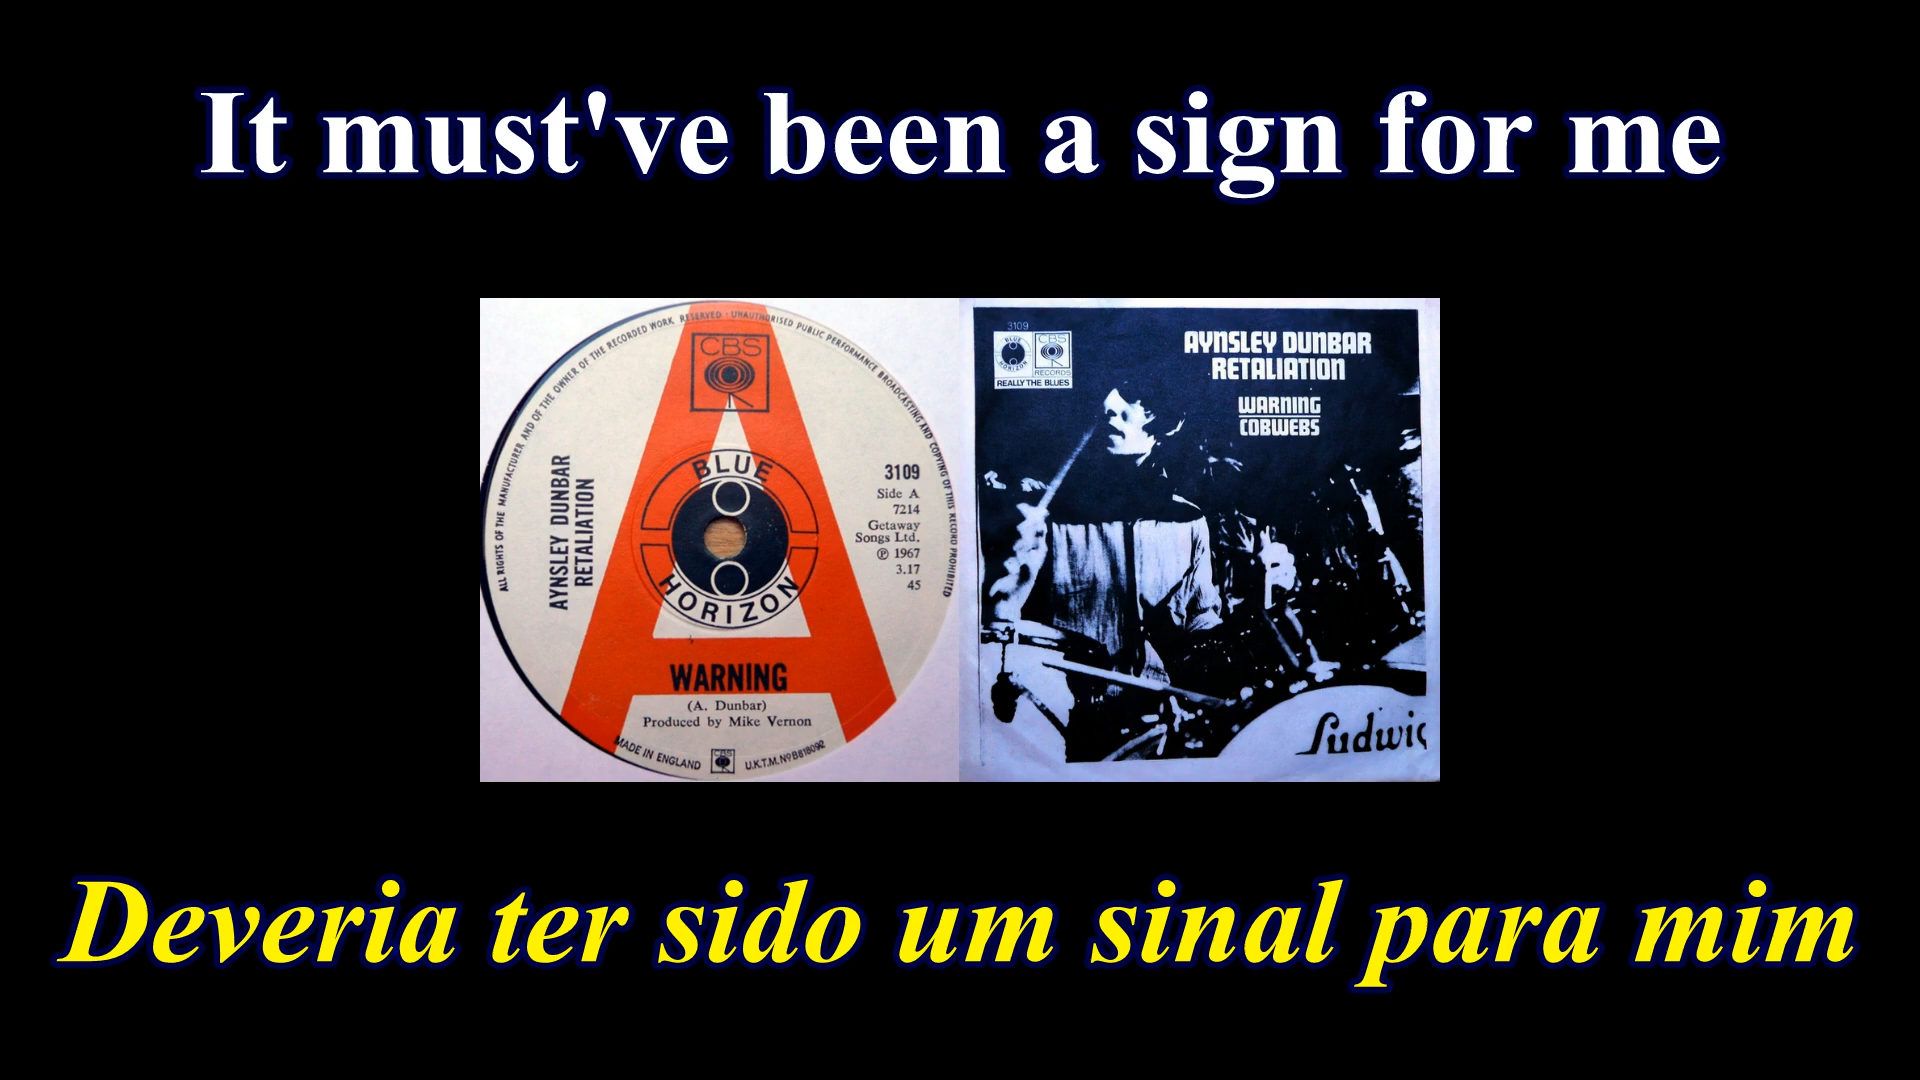 It must've been a sign for me
ALL RIGHTS OF THE MANUFACTURER AND OF THE OWNER OF THE RECORDED WORK RESERVED · UNAUTHORISED PUBLIC PERFORMANCE BROADCASTING AND COPYING OF THIS RECORD PROHIBITED
CBS
AYNSLEY DUNBAR
RETALIATION
BLUE
HORIZON
3109
Side A
7214
Getaway
Songs Ltd.
℗ 1967
3.17
45
WARNING
(A. Dunbar)
Produced by Mike Vernon
MADE IN ENGLAND
CBS
U.K.T.M. Nº B818092
3109
BLUE
HORIZON
CBS
RECORDS
REALLY THE BLUES
AYNSLEY DUNBAR
RETALIATION
WARNING
COBWEBS
Ludwig
Deveria ter sido um sinal para mim